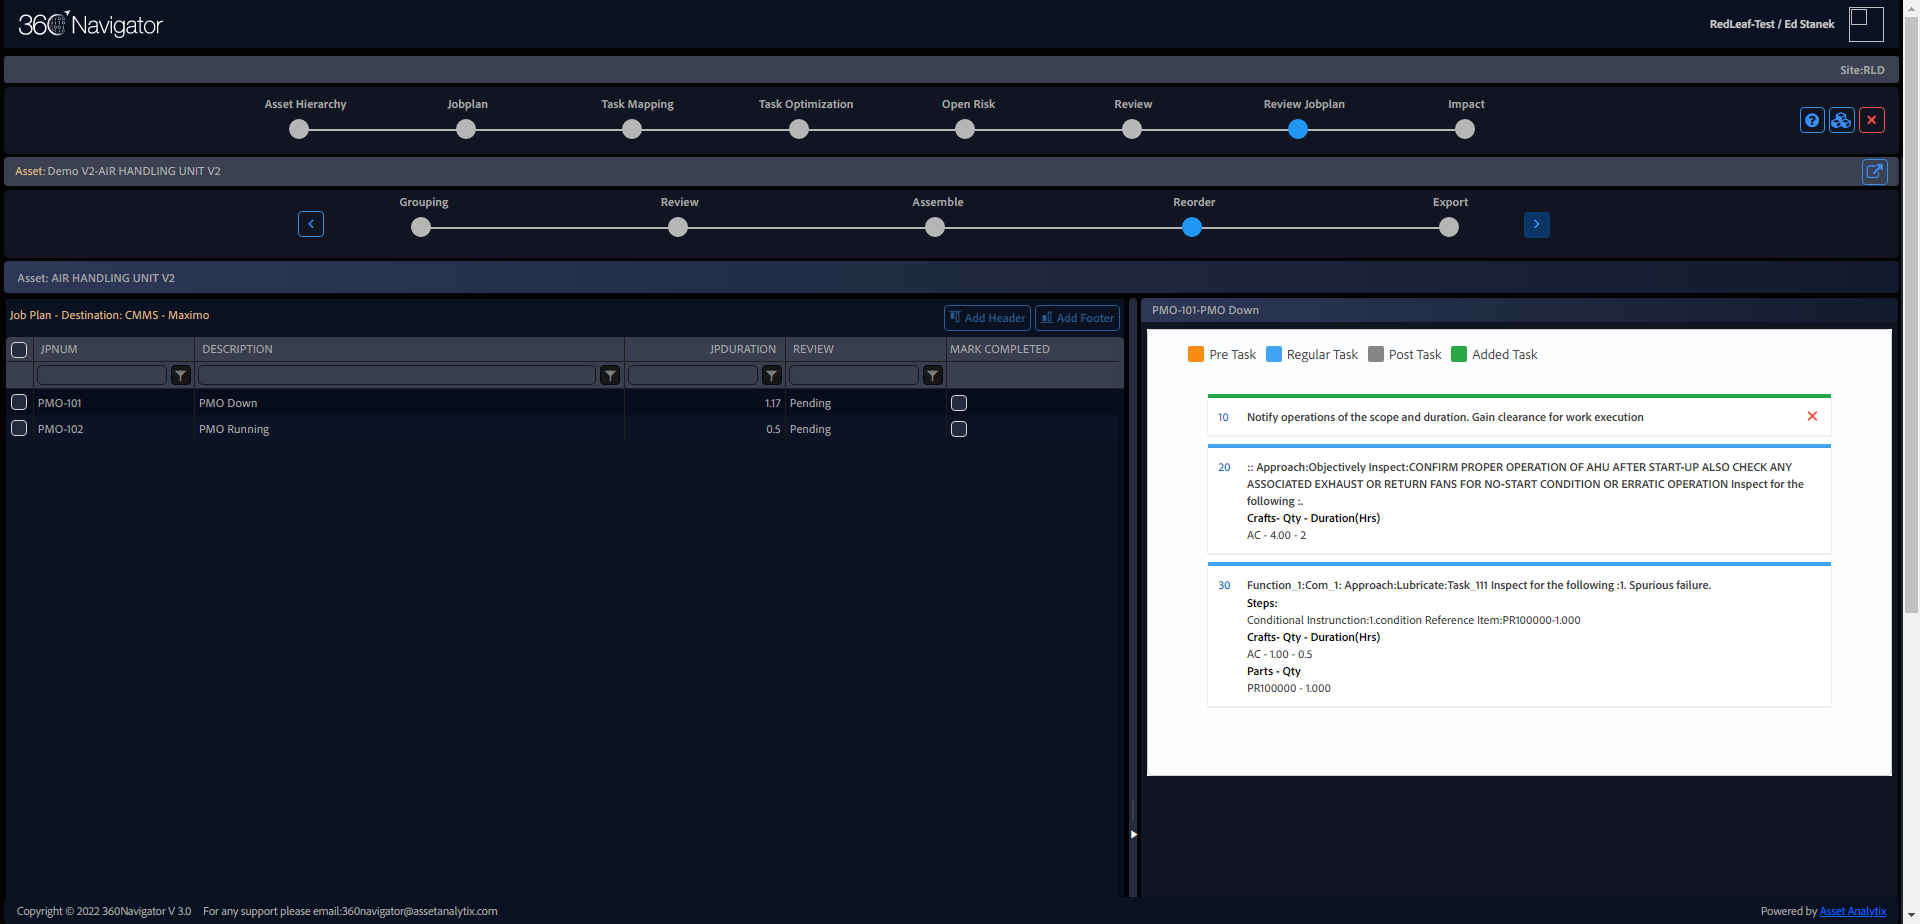 360 Navigator
RedLeaf-Test / Ed Stanek
Site:RLD
Asset Hierarchy
Jobplan
Task Mapping
Task Optimization
Open Risk
Review
Review Jobplan
Impact
Asset: Demo V2-AIR HANDLING UNIT V2
Grouping
Review
Assemble
Reorder
Export
Asset: AIR HANDLING UNIT V2
Job Plan - Destination: CMMS - Maximo
Add Header
Add Footer
JPNUM DESCRIPTION JPDURATION REVIEW MARK COMPLETED
PMO-101 PMO Down 1.17 Pending
PMO-102 PMO Running 0.5 Pending
PMO-101-PMO Down
Pre Task Regular Task Post Task Added Task
10 Notify operations of the scope and duration. Gain clearance for work execution
20 :: Approach:Objectively Inspect:CONFIRM PROPER OPERATION OF AHU AFTER START-UP ALSO CHECK ANY
ASSOCIATED EXHAUST OR RETURN FANS FOR NO-START CONDITION OR ERRATIC OPERATION Inspect for the
following :.
Crafts- Qty - Duration(Hrs)
AC - 4.00 - 2
30 Function_1:Com_1: Approach:Lubricate:Task_111 Inspect for the following :1. Spurious failure.
Steps:
Conditional Instrunction:1.condition Reference Item:PR100000-1.000
Crafts- Qty - Duration(Hrs)
AC - 1.00 - 0.5
Parts - Qty
PR100000 - 1.000
Copyright © 2022 360Navigator V 3.0 For any support please email:360navigator@assetanalytix.com
Powered by Asset Analytix